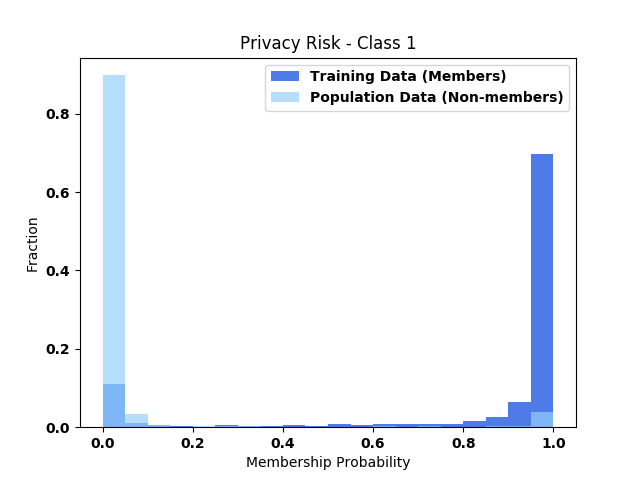 Privacy Risk - Class 1
Training Data (Members)
Population Data (Non-members)
Fraction
0.8
0.6
0.4
0.2
0.0
0.0 0.2 0.4 0.6 0.8 1.0
Membership Probability